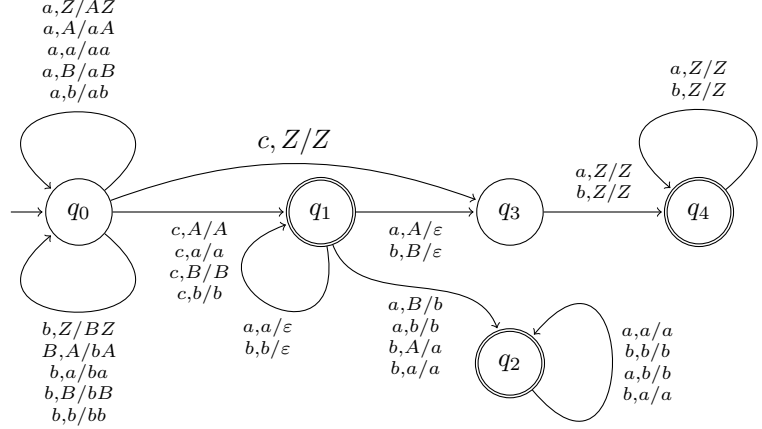 a,Z/AZ
a,A/aA
a,a/aa
a,B/aB
a,b/ab
c, Z/Z
a,Z/Z
b,Z/Z
a,Z/Z
b,Z/Z
q0
q1
q3
q4
c,A/A
c,a/a
c,B/B
c,b/b
a,A/ε
b,B/ε
b,Z/BZ
B,A/bA
b,a/ba
b,B/bB
b,b/bb
a,a/ε
b,b/ε
a,B/b
a,b/b
b,A/a
b,a/a
q2
a,a/a
b,b/b
a,b/b
b,a/a